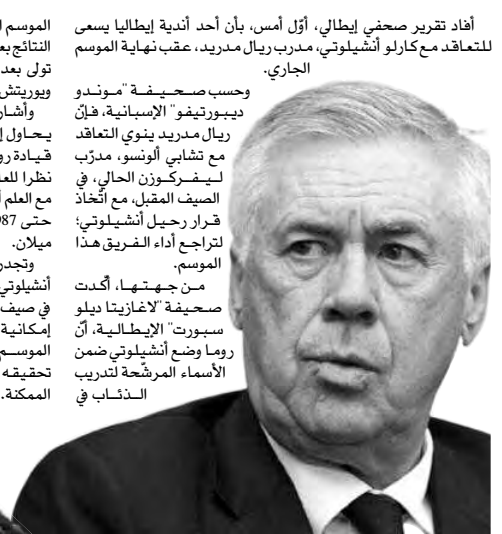 أفاد تقرير صحفي إيطالي، أوّل أمس، بأن أحد أندية إيطاليا يسعى
للتعاقد مع كارلو أنشيلوتي، مدرب ريال مدريد، عقب نهاية الموسم
الجاري.
وحسب صحيفة "موندو
ديبورتيفو" الإسبانية، فإنّ
ريال مدريد ينوي التعاقد
مع تشابي ألونسو، مدرّب
ليفركوزن الحالي، في
الصيف المقبل، مع اتّخاذ
قرار رحيل أنشيلوتي؛
لتراجع أداء الفريق هذا
الموسم.
من جهتها، أكّدت
صحيفة "لاغازيتا ديلو
سبورت" الإيطالية، أنّ
روما وضع أنشيلوتي ضمن
الأسماء المرشّحة لتدريب
الذئاب في
الموسم
النتائج بعد
تولى بعد
ويوريتش
وأشار
يحاول
قيادة
نظرا
مع العلم
حتى
ميلان.
وتجدر
أنشيلوتي
في صيف
إمكانية
الموسم
تحقيقه
الممكنة.